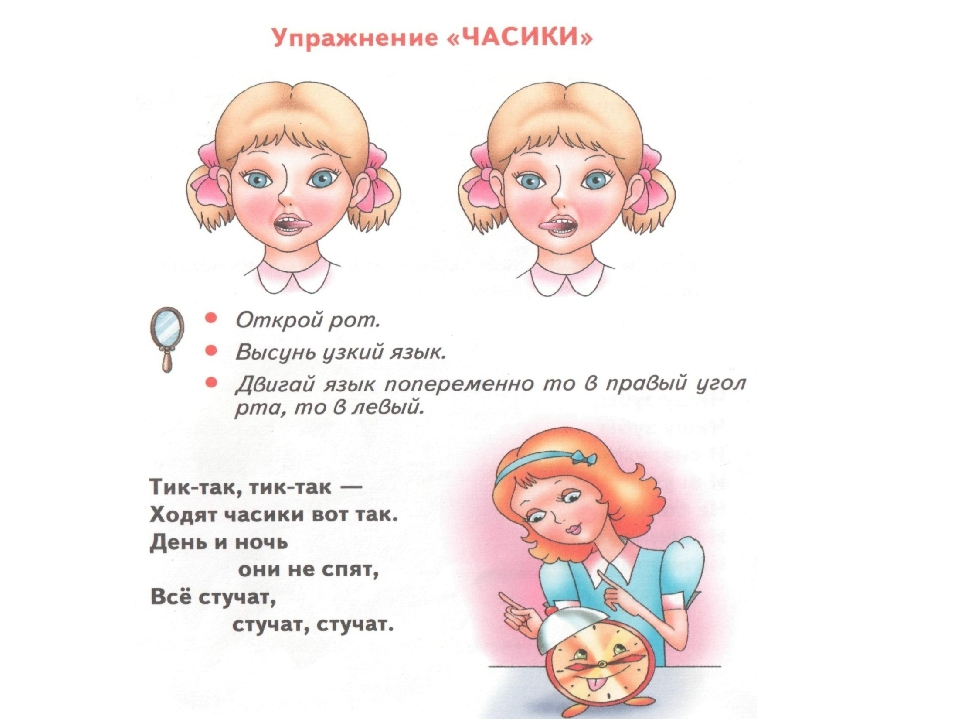 Упражнение «ЧАСИКИ»
Открой рот.
Высунь узкий язык.
Двигай язык попеременно то в правый угол
рта, то в левый.
Тик-так, тик-так —
Ходят часики вот так.
День и ночь
они не спят,
Всё стучат,
стучат, стучат.